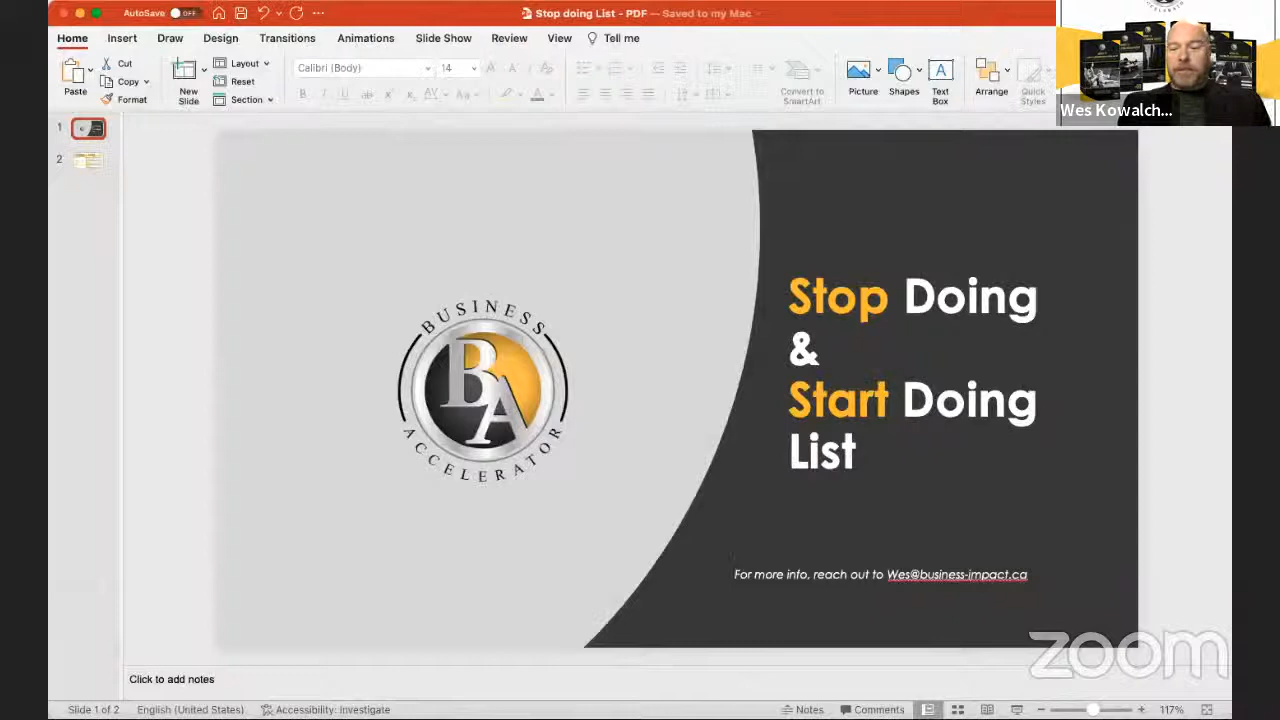 AutoSave OFF
Stop doing List - PDF — Saved to my Mac
Home Insert Draw Design Transitions Animations Slide Show Review View Tell me
Paste
Cut
Copy
Format
New
Slide
Layout
Reset
Section
Calibri (Body) 14
Convert to
SmartArt
Picture
Shapes
Text
Box
Arrange
Quick
Styles
Wes Kowalch...
1
2
BUSINESS
BA
ACCELERATOR
Stop Doing
&
Start Doing
List
For more info, reach out to Wes@business-impact.ca
zoom
Click to add notes
Slide 1 of 2 English (United States) Accessibility: Investigate Notes Comments 117%